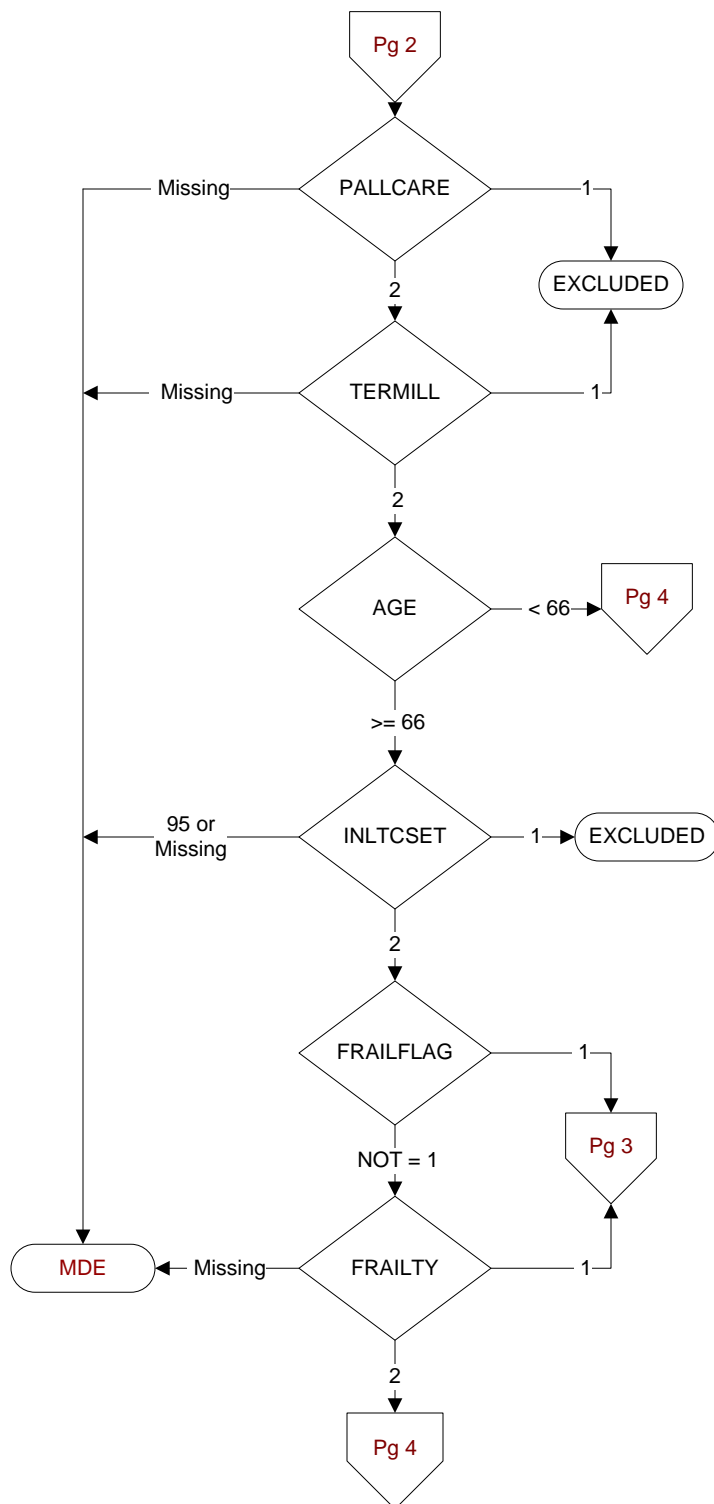 Pg 2
Missing
PALLCARE
1
EXCLUDED
2
Missing
TERMILL
1
2
AGE
< 66
Pg 4
>= 66
95 or
Missing
INLTCSET
1
EXCLUDED
2
FRAILFLAG
1
NOT = 1
Pg 3
MDE
Missing
FRAILTY
1
2
Pg 4